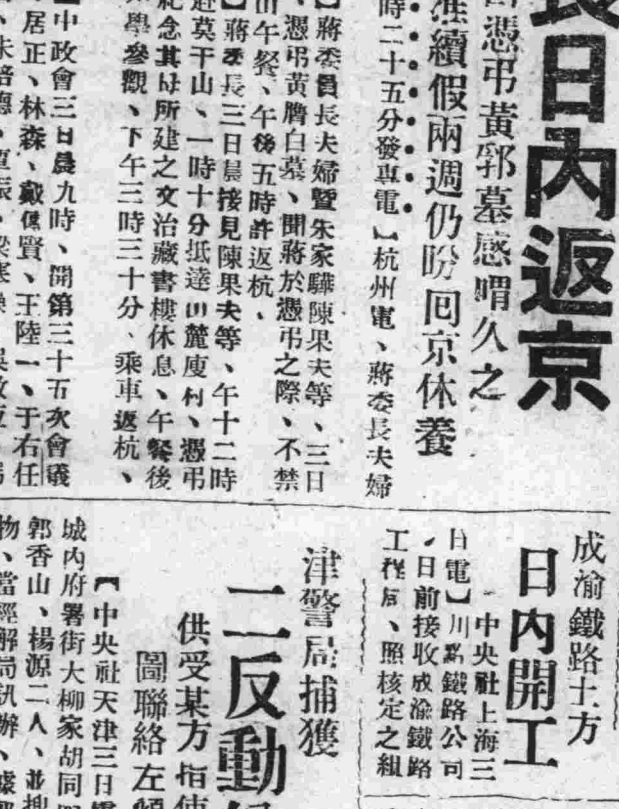 長日內返京
憑弔黃郛墓感喟久之
准續假兩週仍盼回京休養
時二十五分發專電】杭州電、蔣委長夫婦
】蔣委員長夫婦暨朱家驊陳果夫等、三日
、憑弔黃膺白墓、聞蔣於憑弔之際、不禁
山午餐、午後五時許返杭、
【蔣委長三日晨接見陳果夫等、午十二時
赴莫干山、一時十分抵達山麓庾村、憑弔
紀念其母所建之文治藏書樓休息、午餐後
學參觀、下午三時三十分、乘車返杭、
【中政會三日晨九時、開第三十五次會議
居正、林森、戴傳賢、王陸一、于右任
朱培德、
成渝鐵路土方
日內開工
中央社上海三
日電】川黔鐵路公司
日前接收成渝鐵路
工程局、照核定之組
津警局捕獲
二反動
供受某方指使
圖聯絡左傾
【中央社天津三日電
城內府署街大柳家胡同
郭香山、楊源二人、並搜
物、當經解局訊辦、據